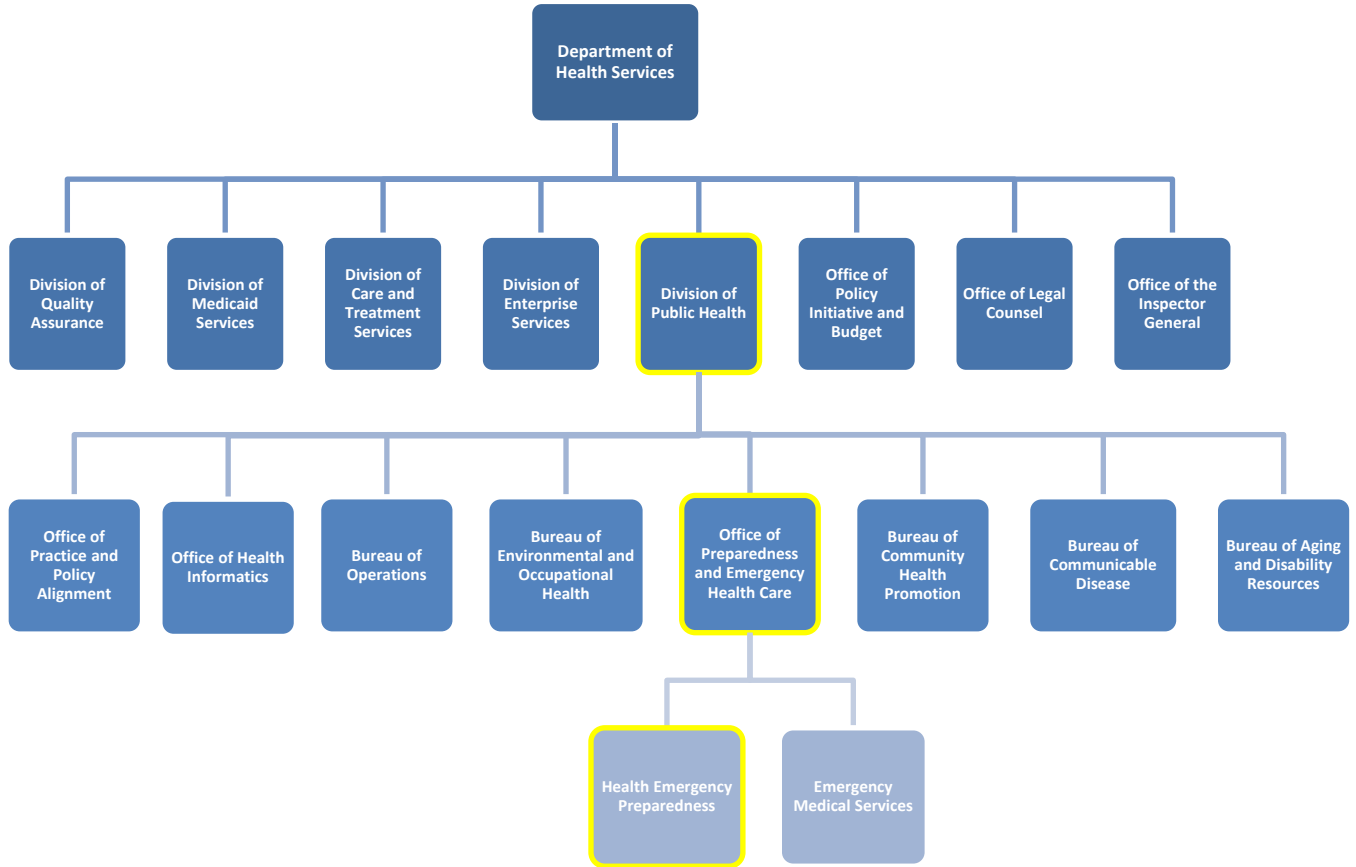 Department of
Health Services
Division of
Quality
Assurance
Division of
Medicaid
Services
Division of
Care and
Treatment
Services
Division of
Enterprise
Services
Division of
Public Health
Office of
Policy
Initiative and
Budget
Office of Legal
Counsel
Office of the
Inspector
General
Office of
Practice and
Policy
Alignment
Office of Health
Informatics
Bureau of
Operations
Bureau of
Environmental and
Occupational
Health
Office of
Preparedness
and Emergency
Health Care
Bureau of
Community
Health
Promotion
Bureau of
Communicable
Disease
Bureau of Aging
and Disability
Resources
Health Emergency
Preparedness
Emergency
Medical Services